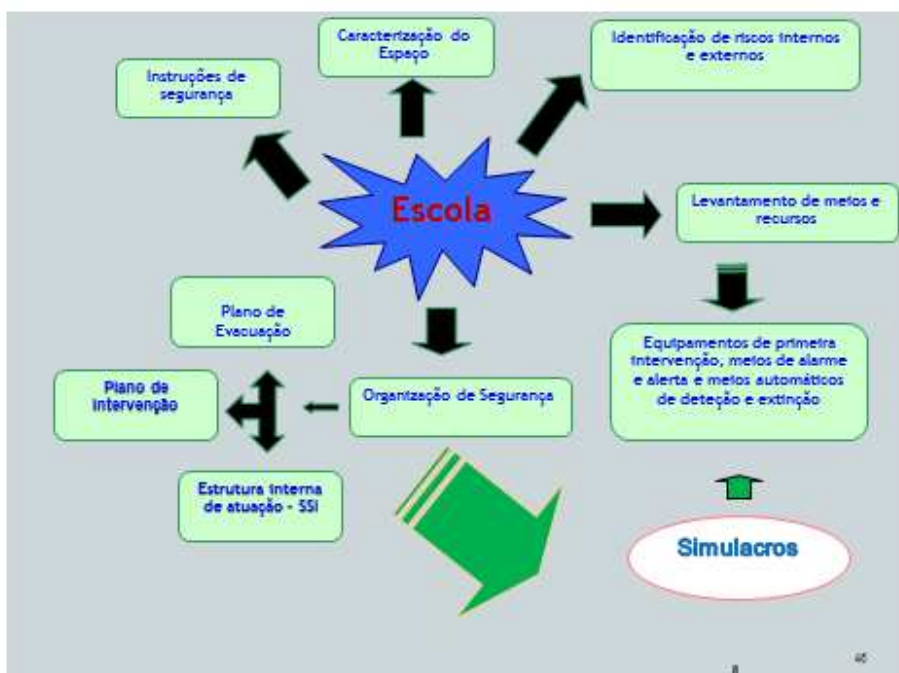 Caracterização do
Espaço
Identificação de riscos internos
e externos
Instruções de
segurança
Escola
Levantamento de meios e
recursos
Plano de
Evacuação
Equipamentos de primeira
intervenção, meios de alarme
e alerta e meios automáticos
de deteção e extinção
Plano de
intervenção
Organização de Segurança
Estrutura interna
de atuação - SSI
Simulacros